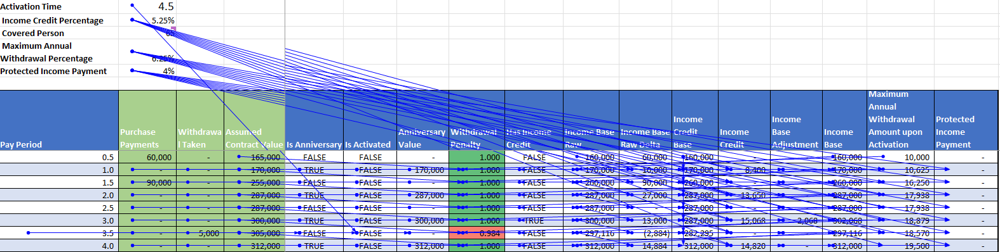 Activation Time 4.5
Income Credit Percentage 5.25%
Covered Person 65
Maximum Annual
Withdrawal Percentage 6.25%
Protected Income Payment 4%
Maximum
Annual
Income Income Withdrawal Protected
Purchase Withdrawa Assumed Anniversary Withdrawal Has Income Income Base Income Base Credit Income Base Income Amount upon Income
Pay Period Payments l Taken Contract Value Is Anniversary Is Activated Value Penalty Credit Raw Raw Delta Base Credit Adjustment Base Activation Payment
0.5 60,000 - 165,000 FALSE FALSE - 1.000 FALSE 160,000 60,000 160,000 - - 160,000 10,000 -
1.0 - - 170,000 TRUE FALSE 170,000 1.000 FALSE 170,000 10,000 170,000 8,400 - 170,000 10,625 -
1.5 90,000 - 255,000 FALSE FALSE - 1.000 FALSE 260,000 90,000 260,000 - - 260,000 16,250 -
2.0 - - 287,000 TRUE FALSE 287,000 1.000 FALSE 287,000 27,000 287,000 13,650 - 287,000 17,938 -
2.5 - - 287,000 FALSE FALSE - 1.000 FALSE 287,000 - 287,000 - - 287,000 17,938 -
3.0 - - 300,000 TRUE FALSE 300,000 1.000 TRUE 300,000 13,000 287,000 15,068 2,068 302,068 18,879 -
3.5 - 5,000 305,000 FALSE FALSE - 0.984 FALSE 297,116 (2,884) 282,295 - - 297,116 18,570 -
4.0 - - 312,000 TRUE FALSE 312,000 1.000 FALSE 312,000 14,884 312,000 14,820 - 312,000 19,500 -